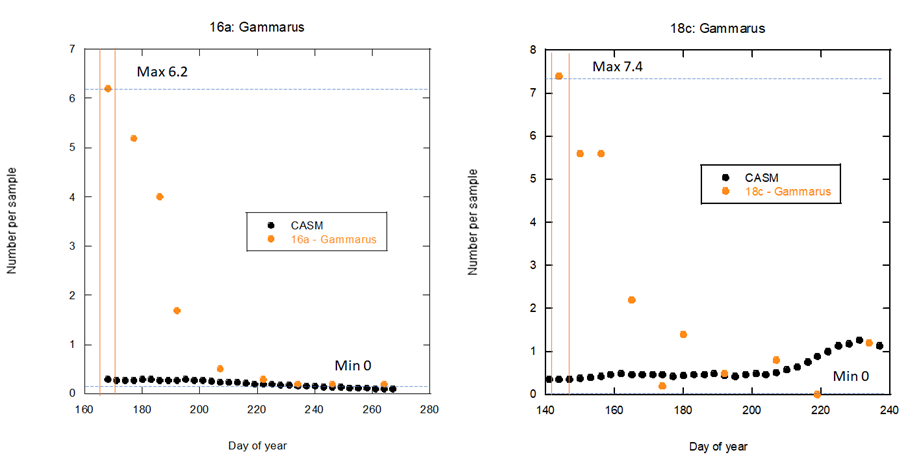 16a: Gammarus
7
Max 6.2
6
5
4
Number per sample
3
CASM
16a - Gammarus
2
1
Min 0
0
160 180 200 220 240 260 280
Day of year
18c: Gammarus
8
Max 7.4
7
6
5
CASM
18c - Gammarus
4
Number per sample
3
2
1
Min 0
0
140 160 180 200 220 240
Day of year